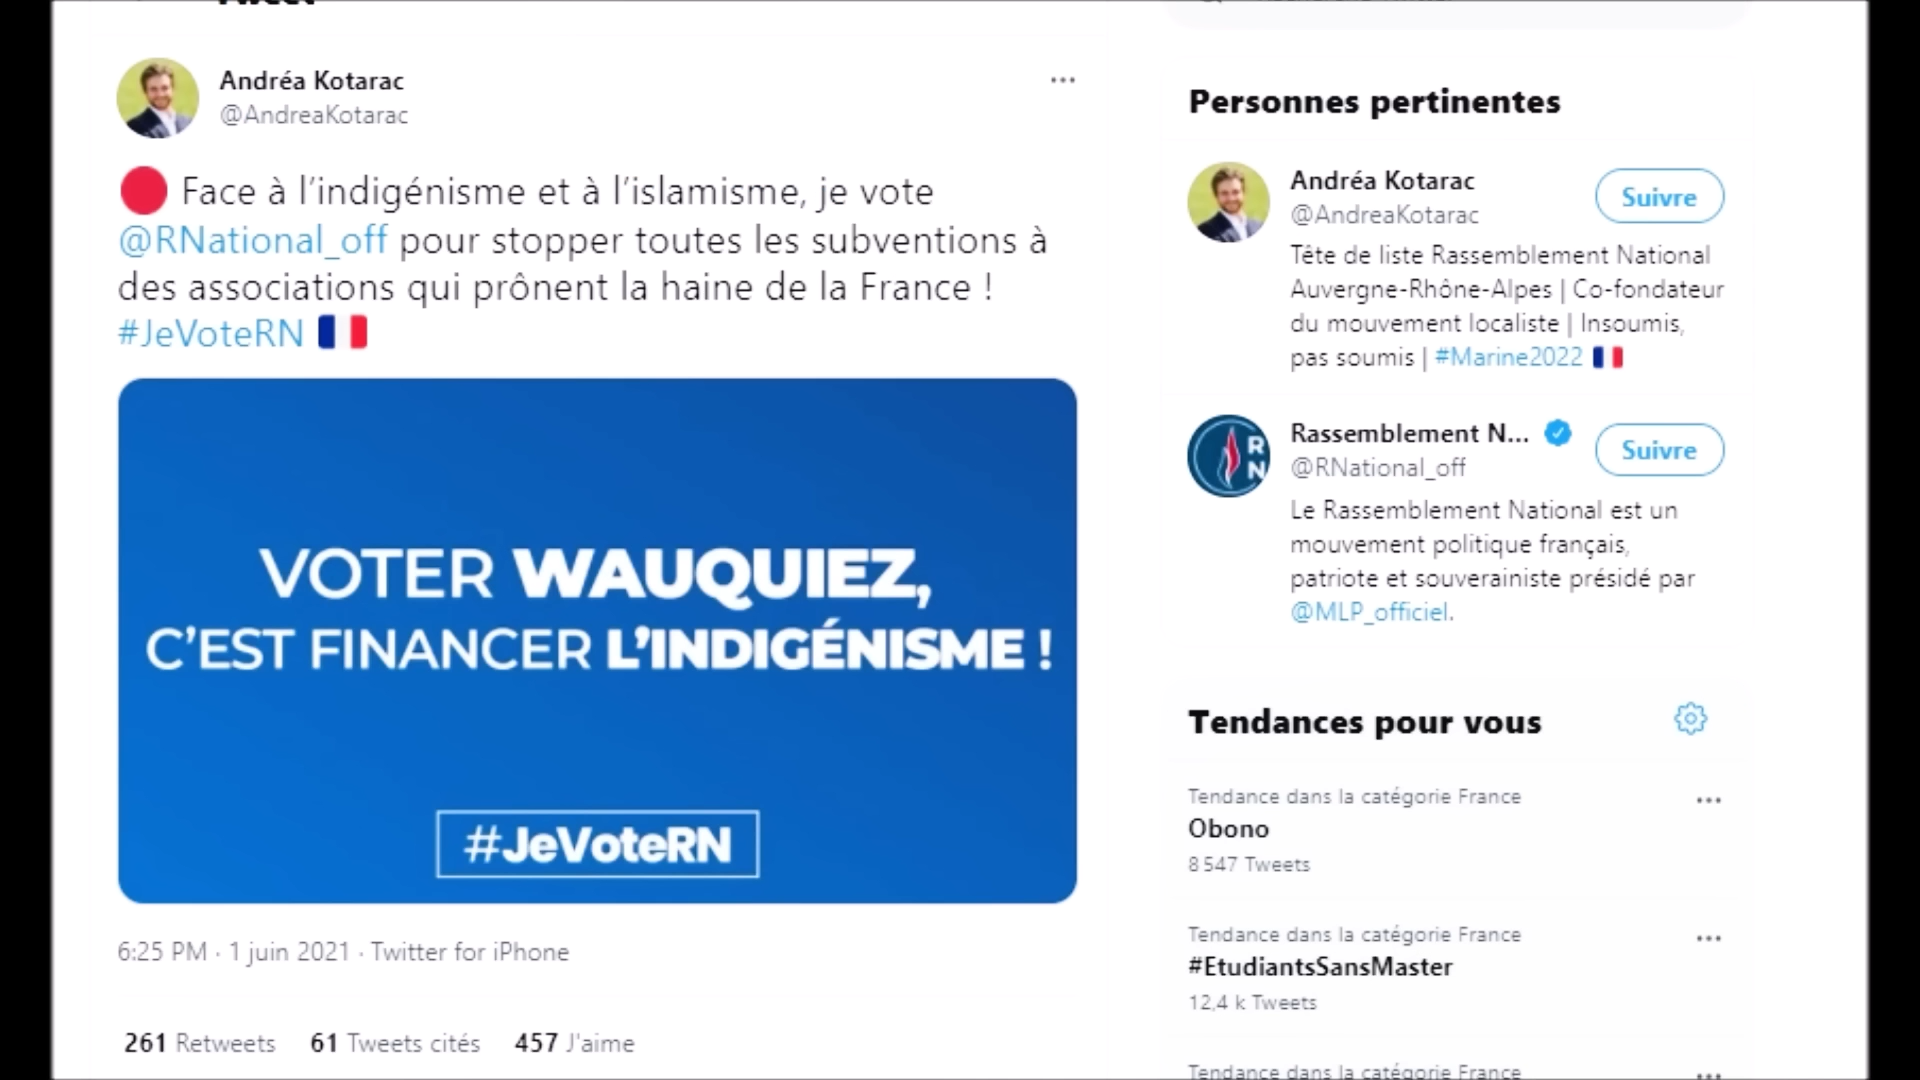 Andréa Kotarac
@AndreaKotarac
Face à l'indigénisme et à l'islamisme, je vote
@RNational_off pour stopper toutes les subventions à
des associations qui prônent la haine de la France !
#JeVoteRN
VOTER WAUQUIEZ,
C'EST FINANCER L'INDIGÉNISME !
#JeVoteRN
6:25 PM · 1 juin 2021 · Twitter for iPhone
261 Retweets 61 Tweets cités 457 J'aime
Personnes pertinentes
Andréa Kotarac
@AndreaKotarac
Suivre
Tête de liste Rassemblement National
Auvergne-Rhône-Alpes | Co-fondateur
du mouvement localiste | Insoumis,
pas soumis | #Marine2022
Rassemblement N...
@RNational_off
Suivre
Le Rassemblement National est un
mouvement politique français,
patriote et souverainiste présidé par
@MLP_officiel.
Tendances pour vous
Tendance dans la catégorie France
Obono
8 547 Tweets
Tendance dans la catégorie France
#EtudiantsSansMaster
12,4 k Tweets
Tendance dans la catégorie France